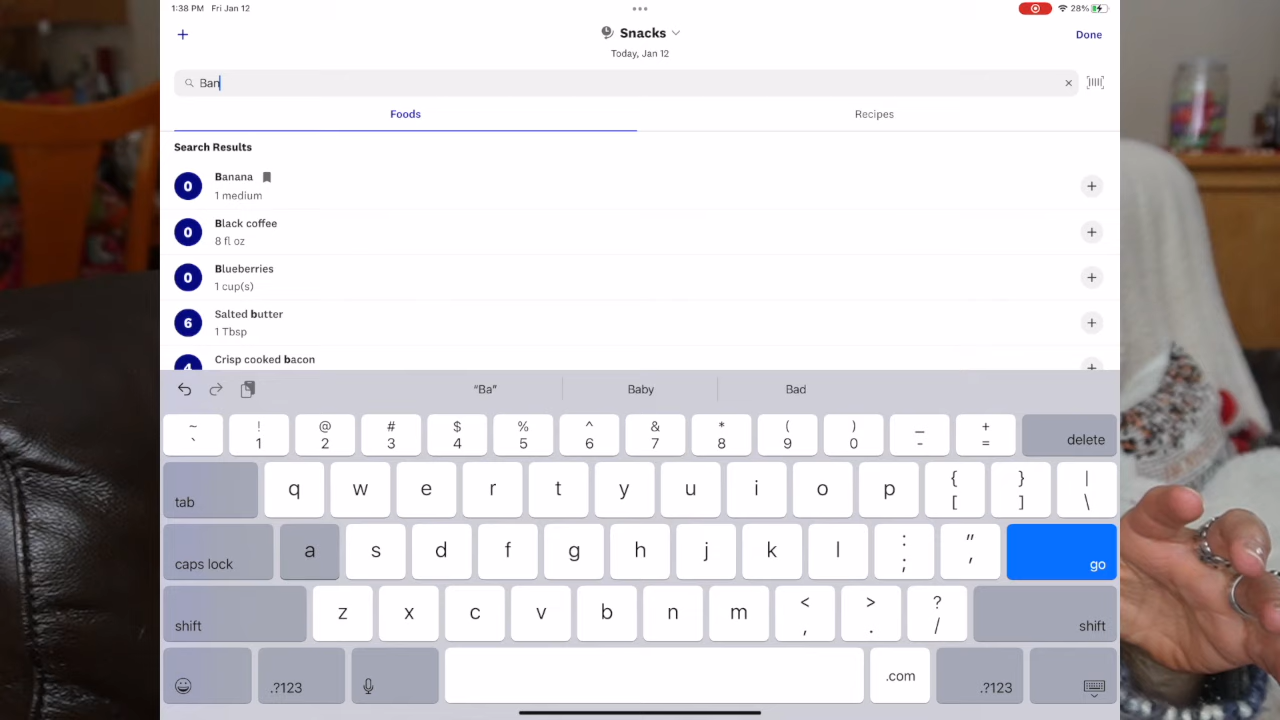 1:38 PM Fri Jan 12
28%
Snacks
Done
Today, Jan 12
Ban
Foods Recipes
Search Results
0 Banana
1 medium
0 Black coffee
8 fl oz
0 Blueberries
1 cup(s)
6 Salted butter
1 Tbsp
Crisp cooked bacon
“Ba” Baby Bad
~ ! @ # $ % ^ & * ( ) _ +
` 1 2 3 4 5 6 7 8 9 0 - = delete
tab q w e r t y u i o p { [ } ] | \
caps lock a s d f g h j k l : ; " ' go
shift z x c v b n m < , > . ? / shift
.?123 .com .?123